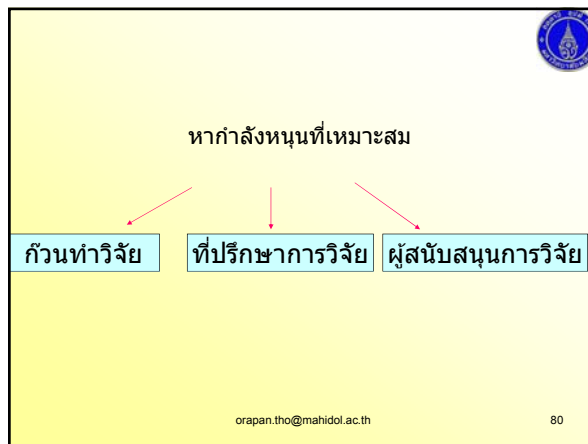 หากำลังหนุนที่เหมาะสม
ก๊วนทำวิจัย
ที่ปรึกษาการวิจัย
ผู้สนับสนุนการวิจัย
orapan.tho@mahidol.ac.th
80